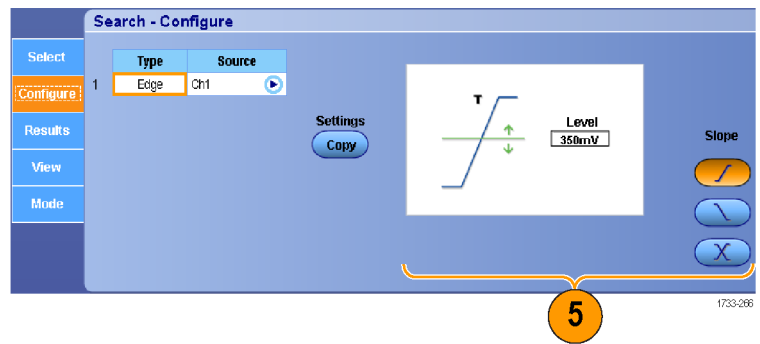 Search - Configure
Select
Configure
Results
View
Mode
Type Source
1 Edge Ch1
Settings
Copy
T
Level
350mV
Slope
5
1733-266